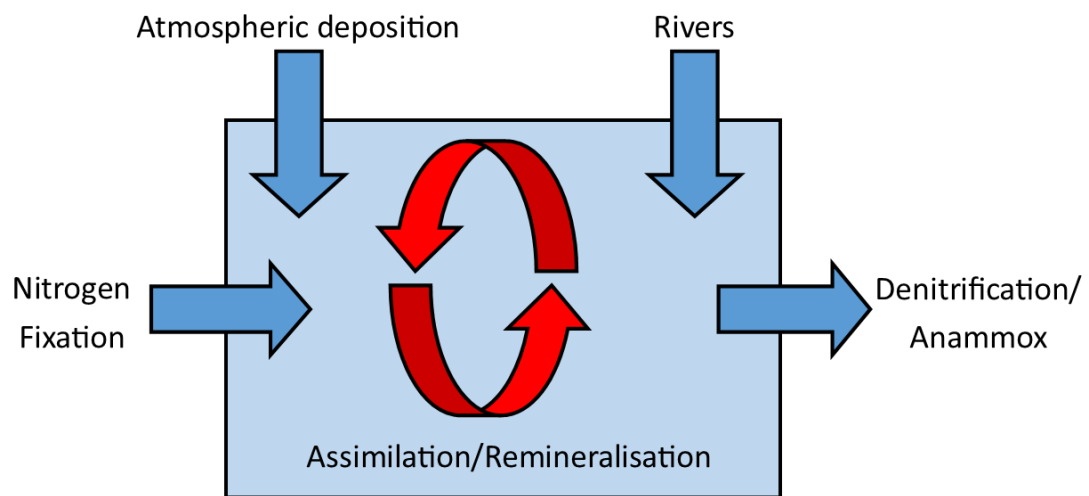 Atmospheric deposition
Rivers
Nitrogen
Fixation
Denitrification/
Anammox
Assimilation/Remineralisation